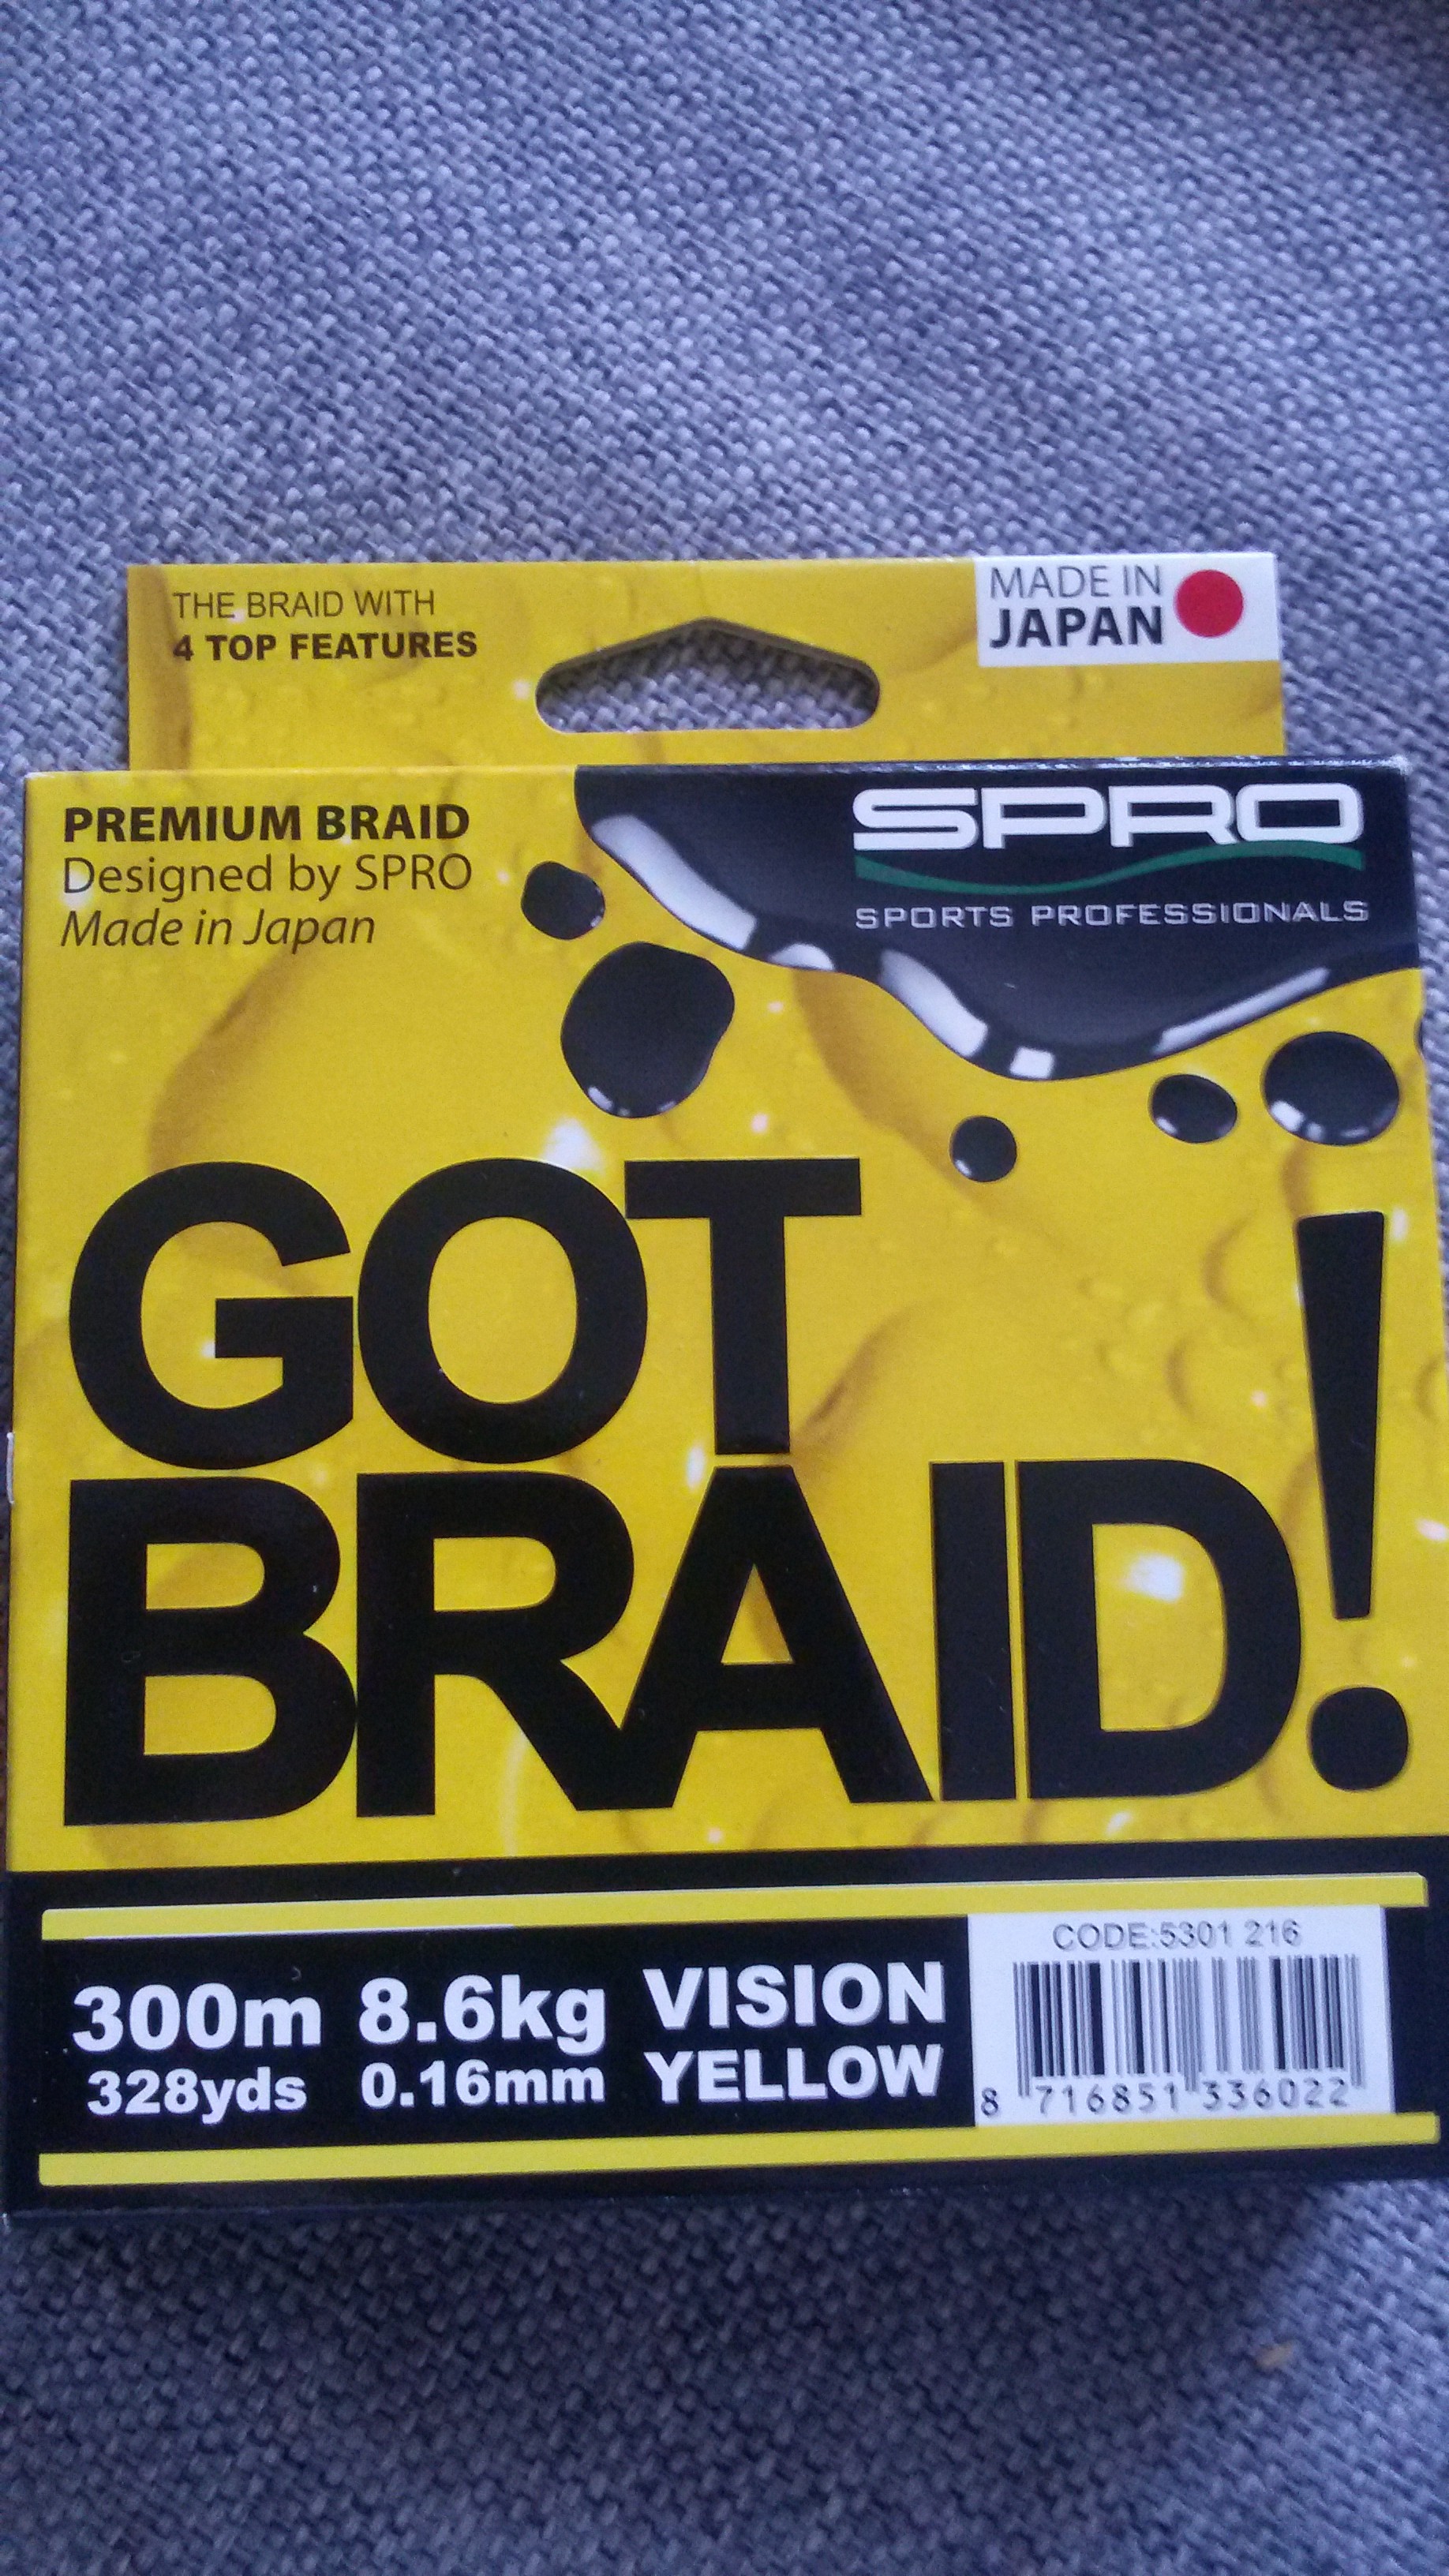 THE BRAID WITH
4 TOP FEATURES
MADE IN
JAPAN
PREMIUM BRAID
Designed by SPRO
Made in Japan
SPRO
SPORTS PROFESSIONALS
GOT
BRAID!
300m 8.6kg VISION
328yds 0.16mm YELLOW
CODE:5301 216
8 716851 336022